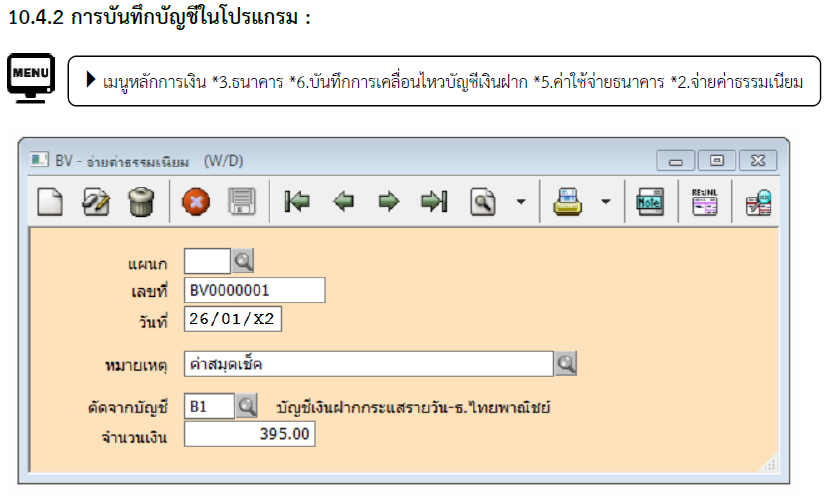 10.4.2 การบันทึกบัญชีในโปรแกรม :
MENU
เมนูหลักการเงิน *3.ธนาคาร *6.บันทึกการเคลื่อนไหวบัญชีเงินฝาก *5.ค่าใช้จ่ายธนาคาร *2.จ่ายค่าธรรมเนียม
BV - จ่ายค่าธรรมเนียม (W/D)
Note
RE/JNL
แผนก
เลขที่ BV0000001
วันที่ 26/01/X2
หมายเหตุ ค่าสมุดเช็ค
ตัดจากบัญชี B1 บัญชีเงินฝากกระแสรายวัน-ธ.ไทยพาณิชย์
จำนวนเงิน 395.00